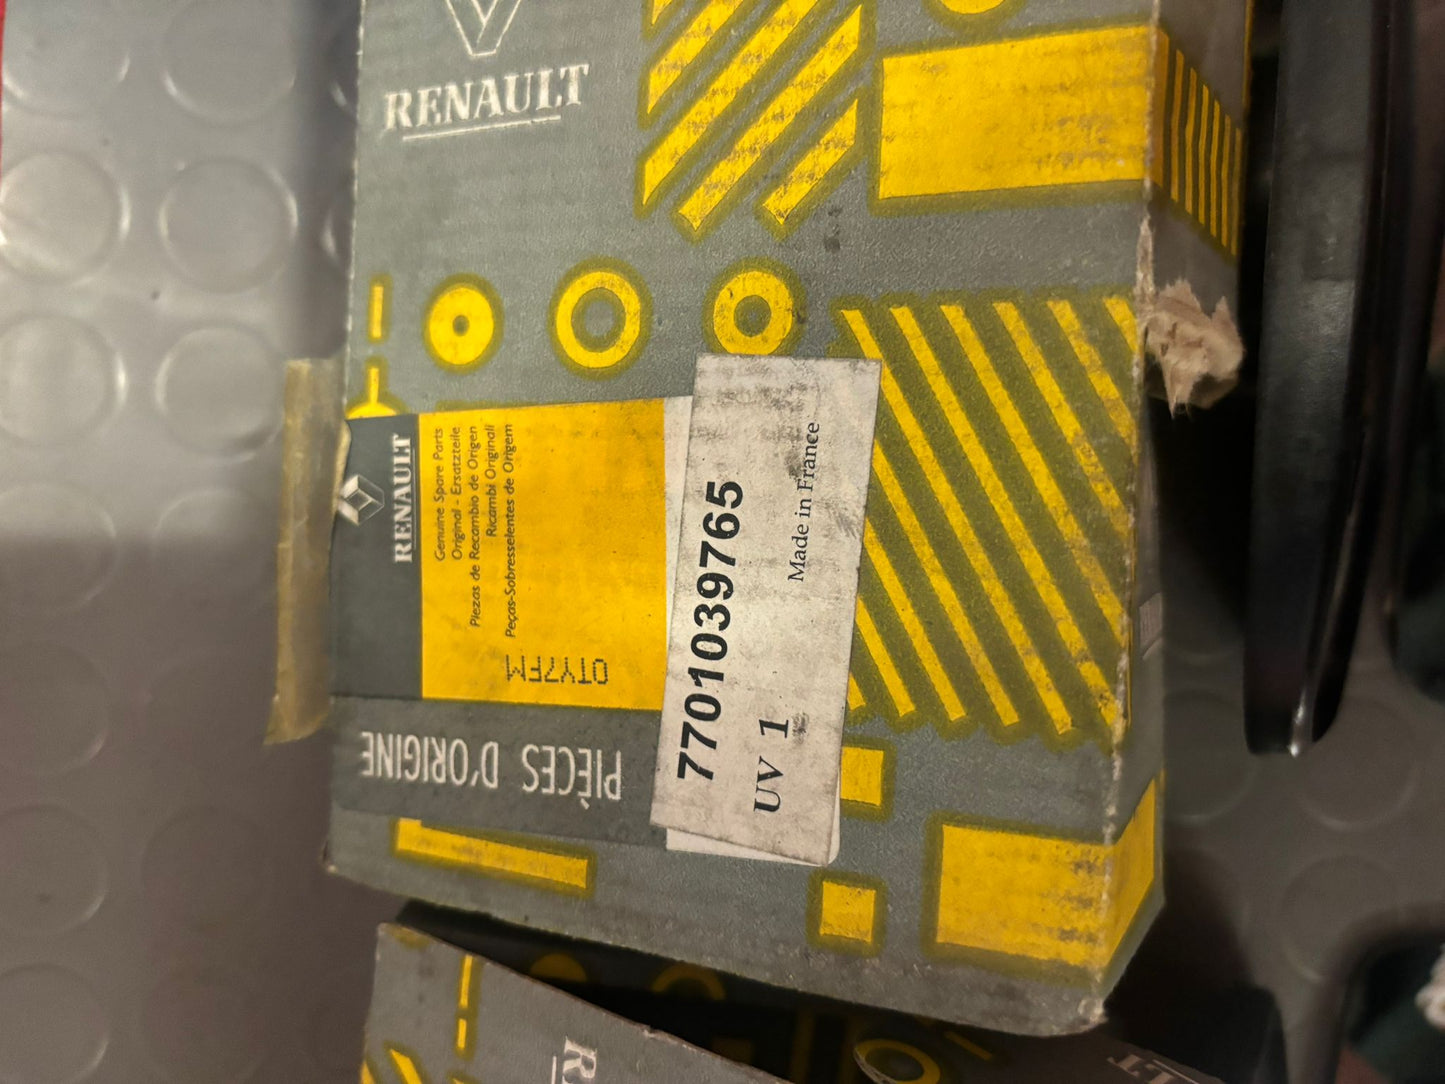 RENAULT
RENAULT
Genuine Spare Parts
Original - Ersatzteile
Piezas de Recambio de Origen
Ricambi Originali
Peças-Sobresselentes de Origem
OTY7FM
PIÈCES D'ORIGINE
7701039765
UV 1
Made in France